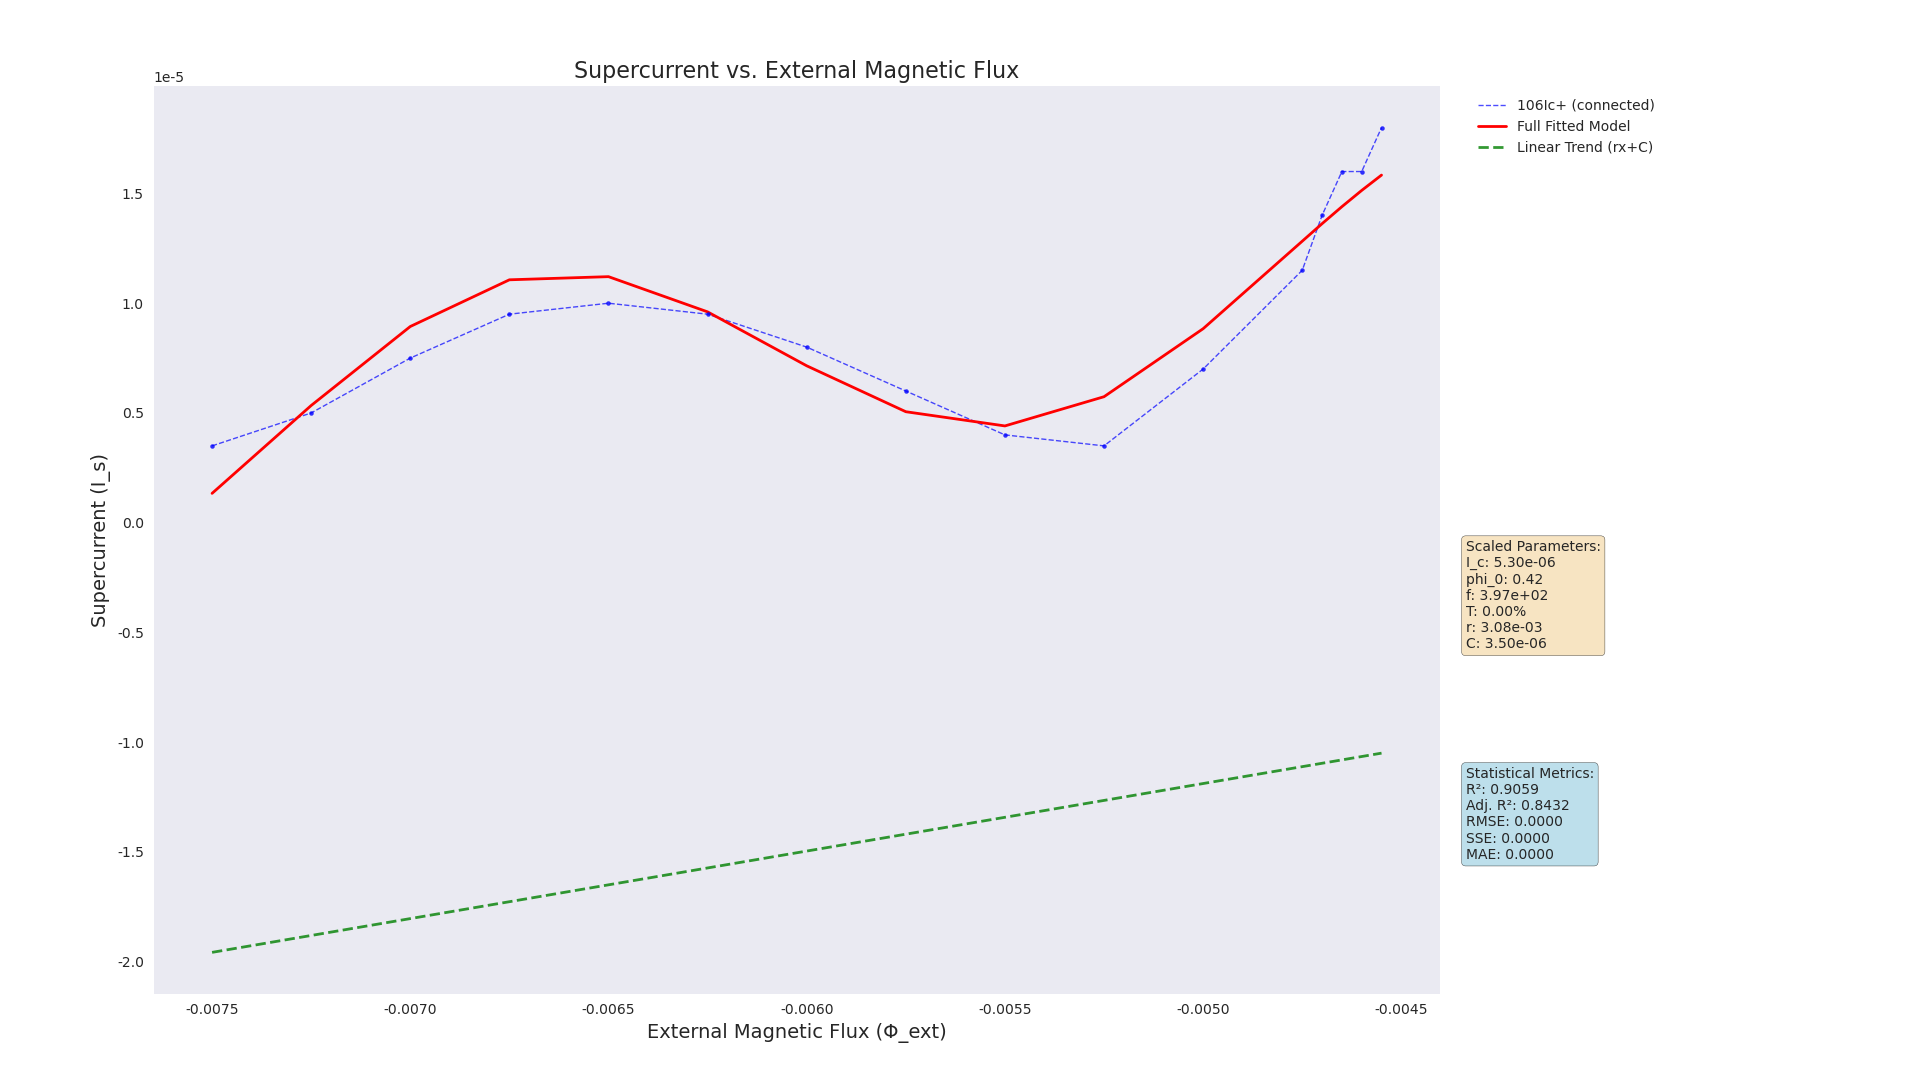 Supercurrent vs. External Magnetic Flux
1e-5
1.5
1.0
0.5
0.0
-0.5
-1.0
-1.5
-2.0
Supercurrent (I_s)
-0.0075
-0.0070
-0.0065
-0.0060
-0.0055
-0.0050
-0.0045
External Magnetic Flux (Φ_ext)
106Ic+ (connected)
Full Fitted Model
Linear Trend (rx+C)
Scaled Parameters:
I_c: 5.30e-06
phi_0: 0.42
f: 3.97e+02
T: 0.00%
r: 3.08e-03
C: 3.50e-06
Statistical Metrics:
R²: 0.9059
Adj. R²: 0.8432
RMSE: 0.0000
SSE: 0.0000
MAE: 0.0000